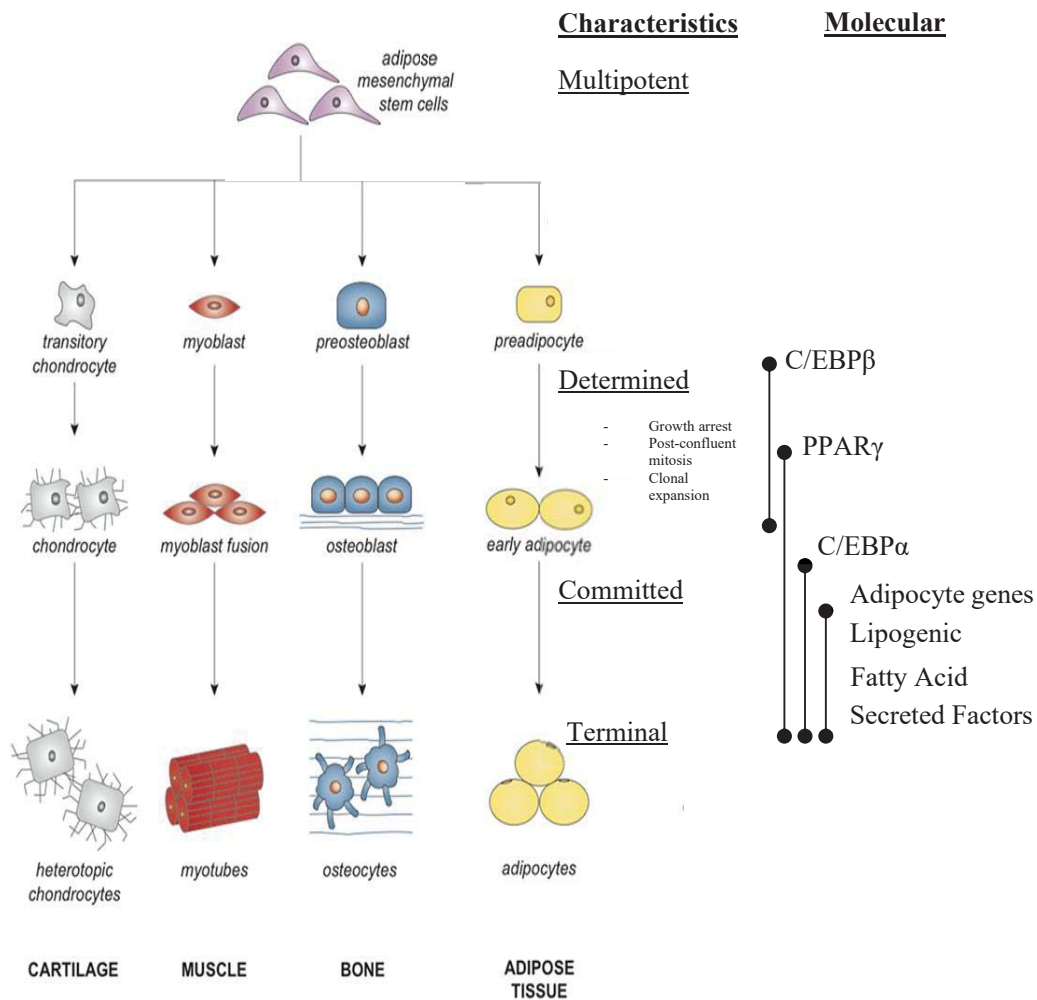 Characteristics
Molecular
adipose
mesenchymal
stem cells
Multipotent
transitory
chondrocyte
myoblast
preosteoblast
preadipocyte
Determined
- Growth arrest
- Post-confluent
mitosis
- Clonal
expansion
C/EBPβ
PPARγ
chondrocyte
myoblast fusion
osteoblast
early adipocyte
C/EBPα
Committed
Adipocyte genes
Lipogenic
Fatty Acid
Secreted Factors
Terminal
heterotopic
chondrocytes
myotubes
osteocytes
adipocytes
CARTILAGE
MUSCLE
BONE
ADIPOSE
TISSUE